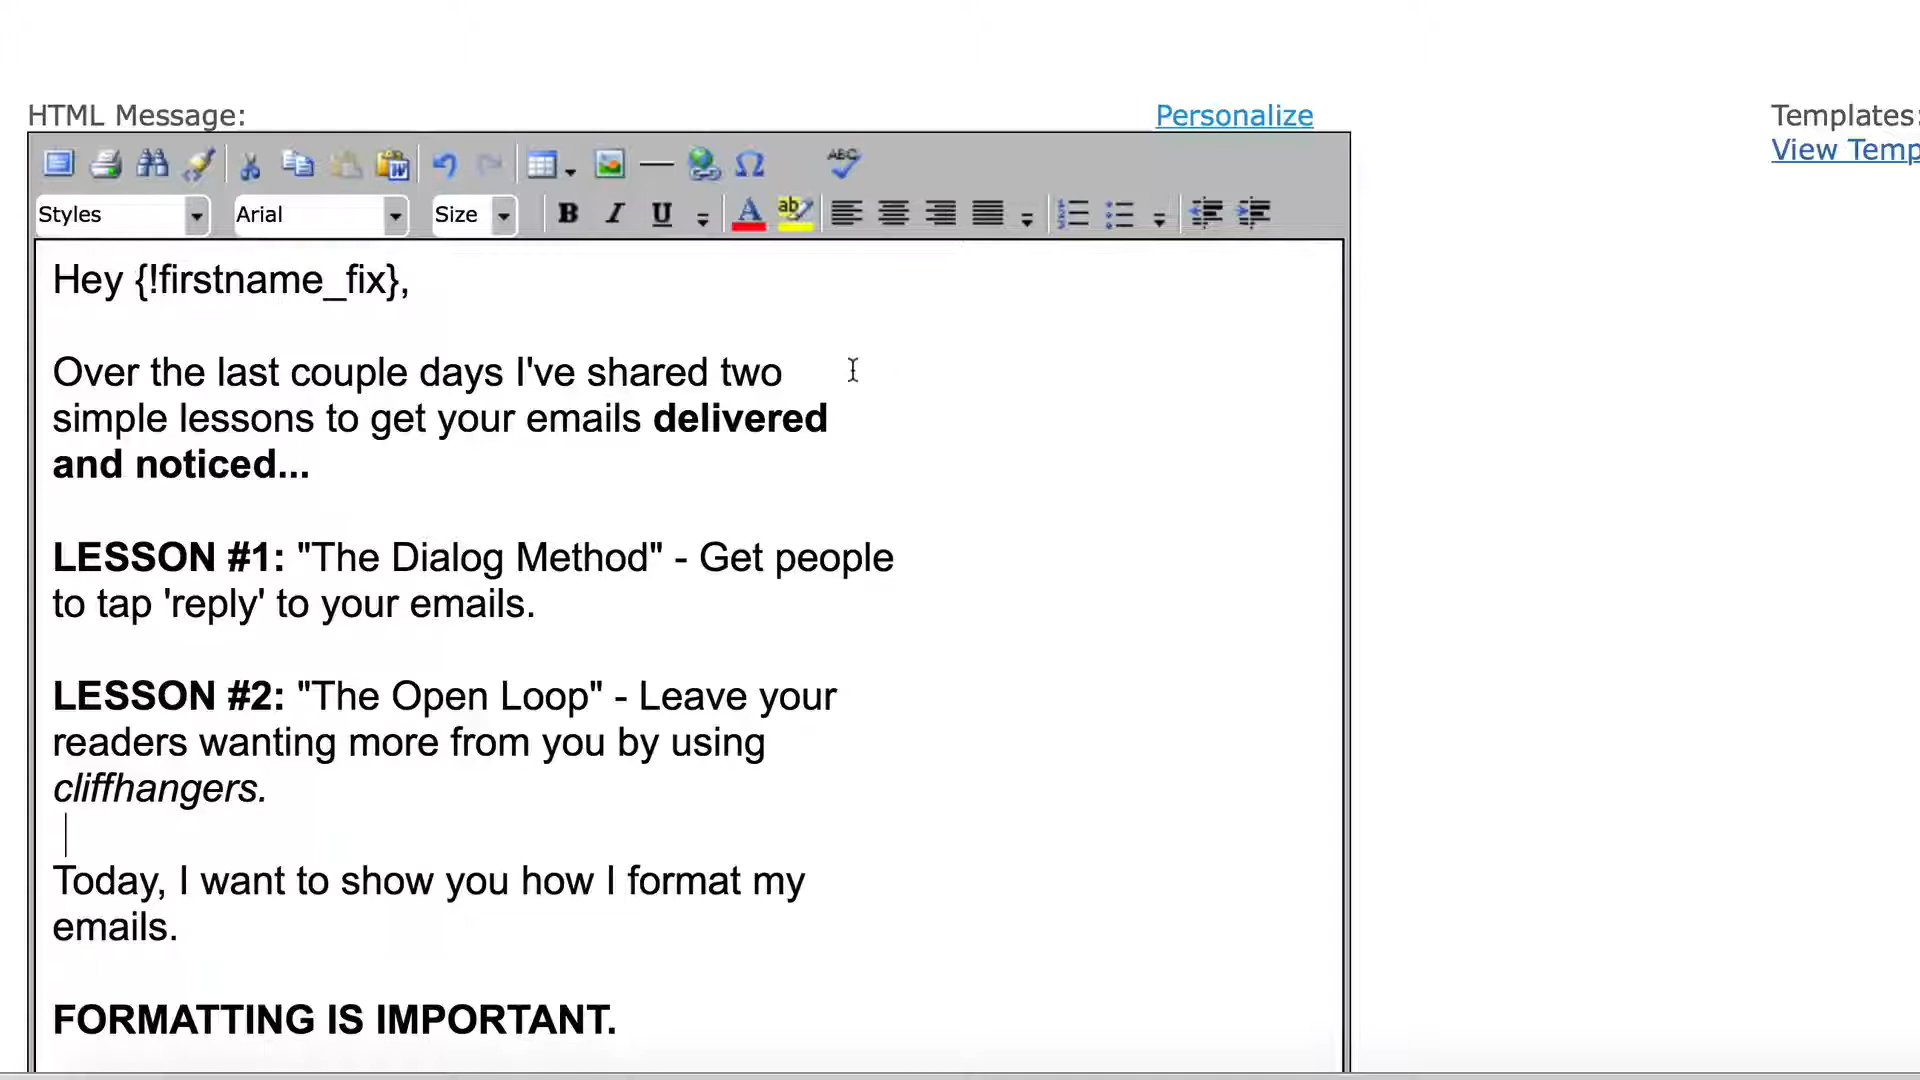 HTML Message:
Personalize
Templates:
View Temp
ABC
Styles
Arial
Size
B I U A ab
Hey {!firstname_fix},
Over the last couple days I've shared two
simple lessons to get your emails delivered
and noticed...
LESSON #1: "The Dialog Method" - Get people
to tap 'reply' to your emails.
LESSON #2: "The Open Loop" - Leave your
readers wanting more from you by using
cliffhangers.
Today, I want to show you how I format my
emails.
FORMATTING IS IMPORTANT.